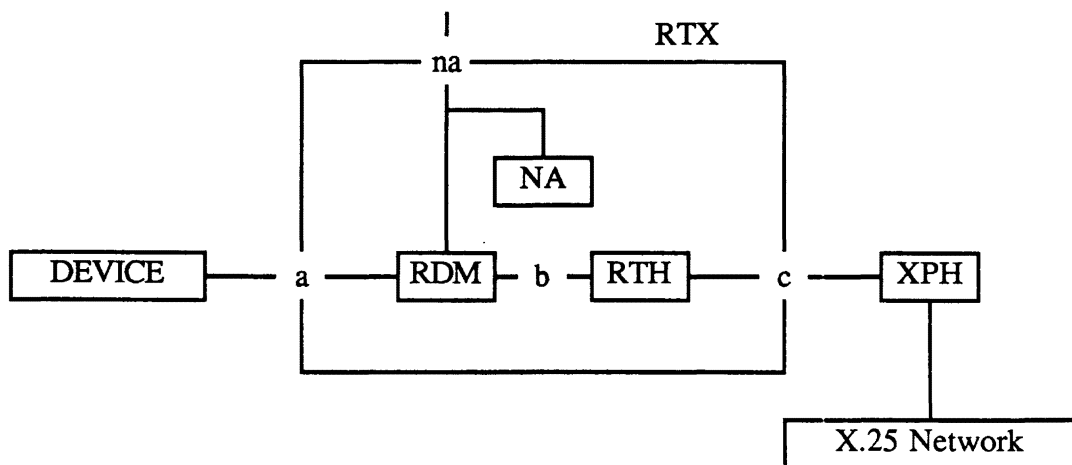 RTX
na
NA
DEVICE
a
RDM
b
RTH
c
XPH
X.25 Network